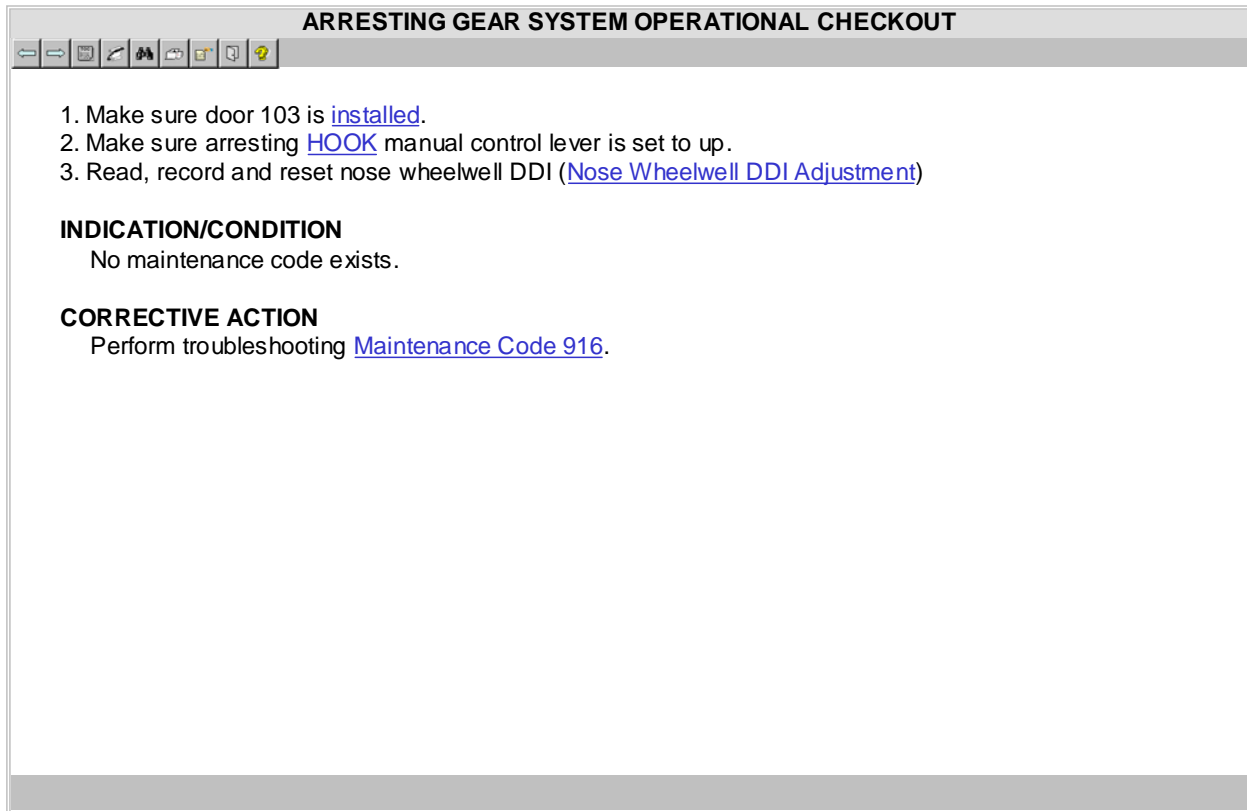 ARRESTING GEAR SYSTEM OPERATIONAL CHECKOUT
1. Make sure door 103 is installed.
2. Make sure arresting HOOK manual control lever is set to up.
3. Read, record and reset nose wheelwell DDI (Nose Wheelwell DDI Adjustment)
INDICATION/CONDITION
No maintenance code exists.
CORRECTIVE ACTION
Perform troubleshooting Maintenance Code 916.